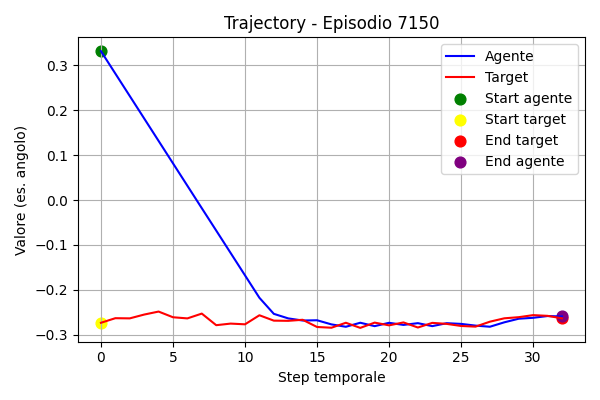 Trajectory - Episodio 7150
Valore (es. angolo)
0.3
0.2
0.1
0.0
−0.1
−0.2
−0.3
0
5
10
15
20
25
30
Step temporale
Agente
Target
Start agente
Start target
End target
End agente